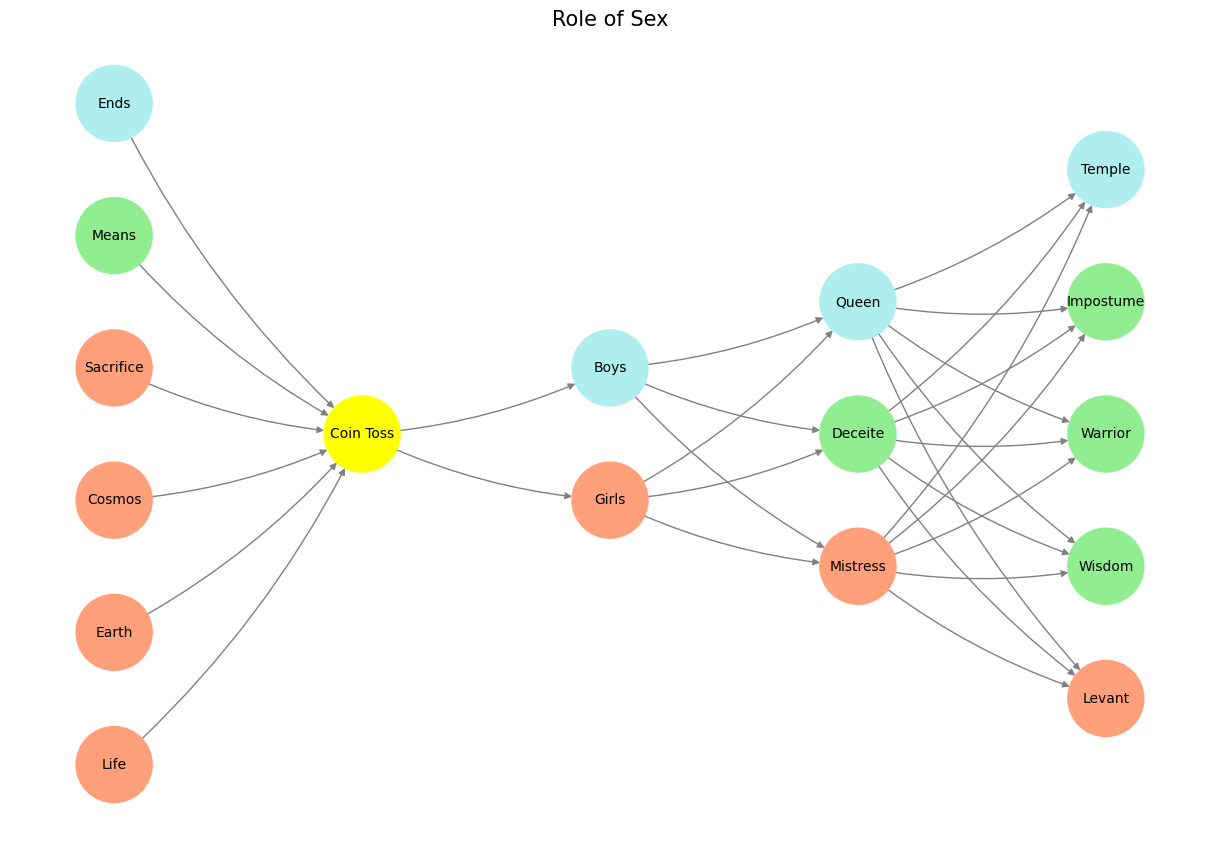 Role of Sex
Ends
Means
Sacrifice
Cosmos
Earth
Life
Coin Toss
Boys
Girls
Queen
Deceite
Mistress
Temple
Impostume
Warrior
Wisdom
Levant